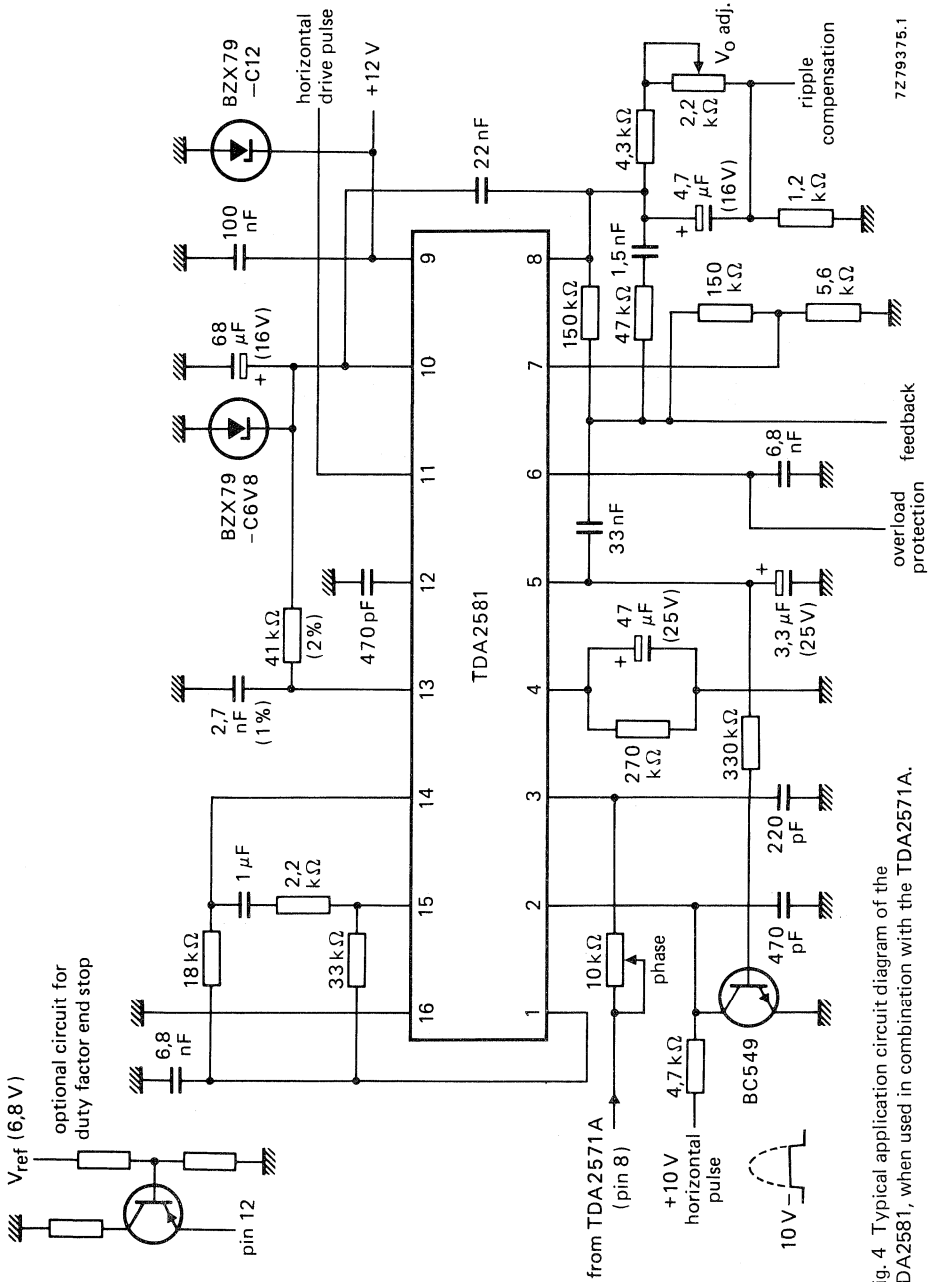 V_ref (6,8 V)
optional circuit for
duty factor end stop
pin 12
6,8
nF
18 kΩ
1 μF
2,2
kΩ
33 kΩ
2,7
nF
(1%)
41 kΩ
(2%)
470 pF
BZX79
–C6V8
68
μF
(16 V)
+
100
nF
BZX79
–C12
horizontal
drive pulse
+12 V
22 nF
16
15
14
13
12
11
10
9
TDA2581
1
2
3
4
5
6
7
8
from TDA2571A
(pin 8)
10 kΩ
phase
+10 V
horizontal
pulse
4,7 kΩ
10 V
BC549
470
pF
220
pF
330 kΩ
270
kΩ
+
47
μF
(25 V)
33 nF
+
3,3 μF
(25 V)
overload
protection
6,8
nF
feedback
150 kΩ
47 kΩ
1,5 nF
150
kΩ
5,6
kΩ
+
4,7
μF
(16 V)
1,2
kΩ
4,3 kΩ
2,2
kΩ
V_o adj.
ripple
compensation
7Z79375.1
ig. 4 Typical application circuit diagram of the
DA2581, when used in combination with the TDA2571A.